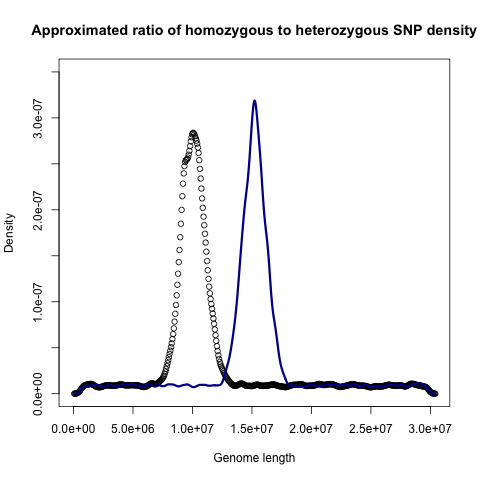 Approximated ratio of homozygous to heterozygous SNP density
Density
3.0e-07
2.0e-07
1.0e-07
0.0e+00
0.0e+00 5.0e+06 1.0e+07 1.5e+07 2.0e+07 2.5e+07 3.0e+07
Genome length